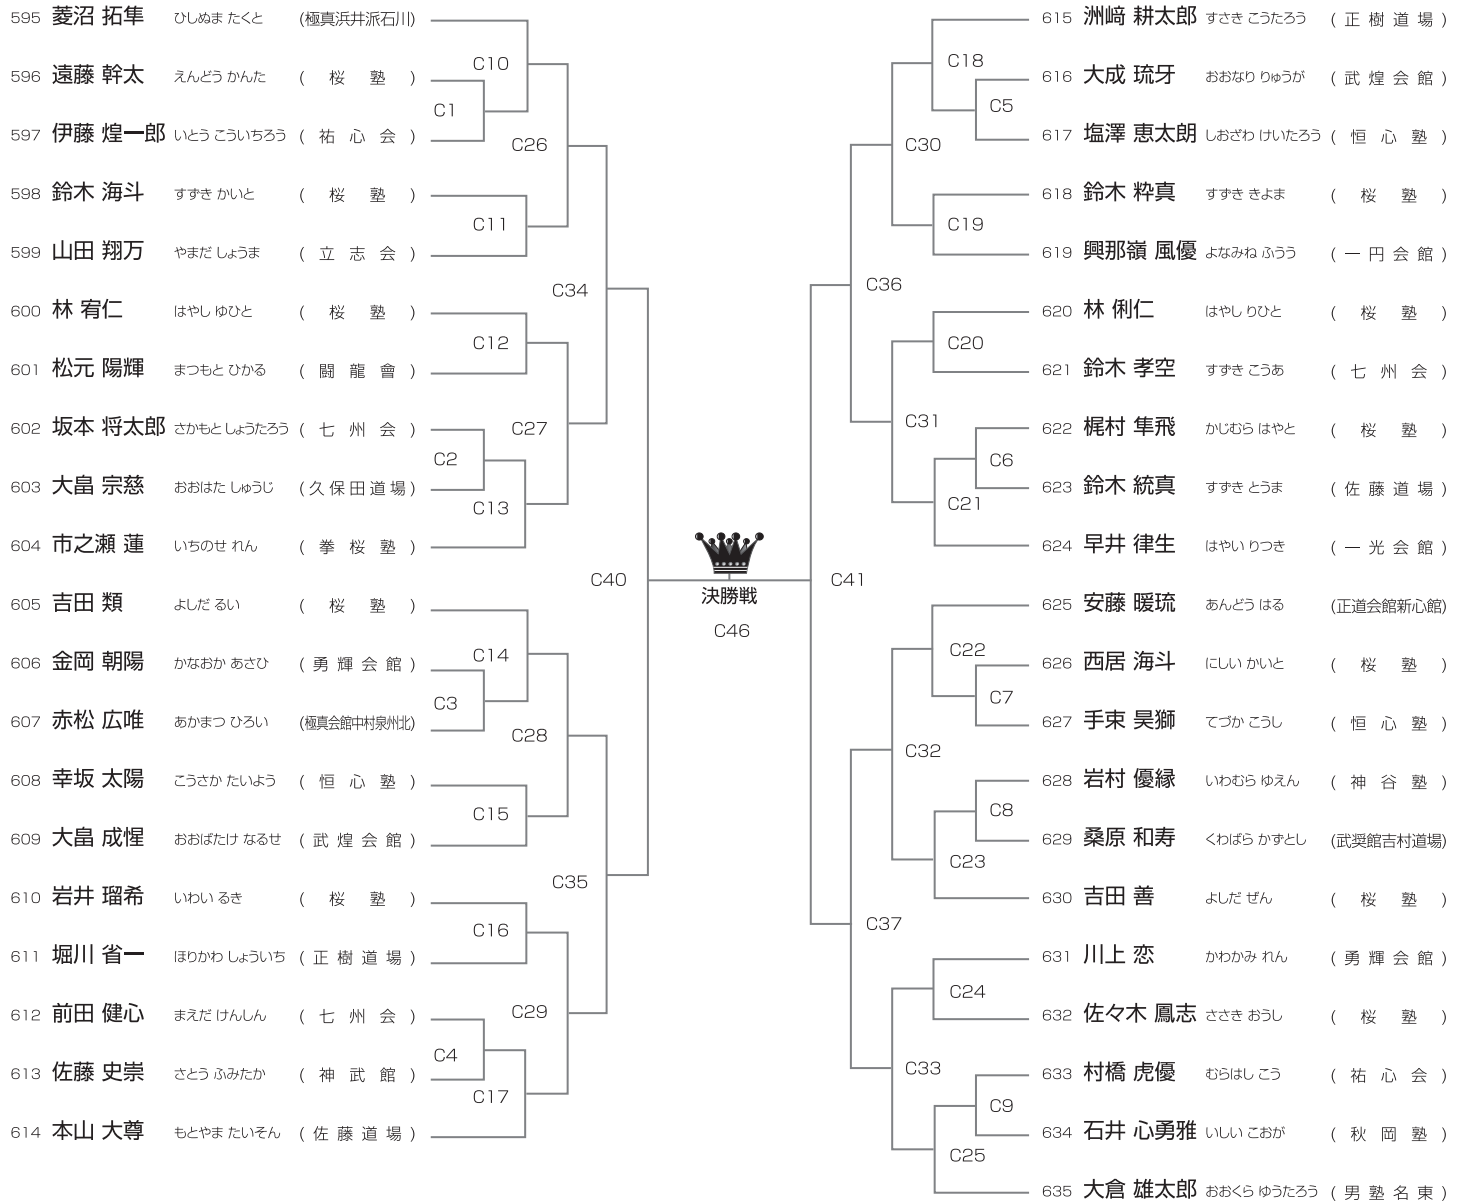 595 菱沼 拓隼 ひしぬま たくと (極真浜井派石川)
596 遠藤 幹太 えんどう かんた (桜塾)
597 伊藤 煌一郎 いとう こういちろう (祐心会)
598 鈴木 海斗 すずき かいと (桜塾)
599 山田 翔万 やまだ しょうま (立志会)
600 林 宥仁 はやし ゆひと (桜塾)
601 松元 陽輝 まつもと ひかる (闘龍會)
602 坂本 将太郎 さかもと しょうたろう (七州会)
603 大畠 宗慈 おおはた しゅうじ (久保田道場)
604 市之瀬 蓮 いちのせ れん (拳桜塾)
605 吉田 類 よしだ るい (桜塾)
606 金岡 朝陽 かなおか あさひ (勇輝会館)
607 赤松 広唯 あかまつ ひろい (極真会館中村泉州北)
608 幸坂 太陽 こうさか たいよう (恒心塾)
609 大畠 成惺 おおばたけ なるせ (武煌会館)
610 岩井 瑠希 いわい るき (桜塾)
611 堀川 省一 ほりかわ しょういち (正樹道場)
612 前田 健心 まえだ けんしん (七州会)
613 佐藤 史崇 さとう ふみたか (神武館)
614 本山 大尊 もとやま たいそん (佐藤道場)
C1
C2
C3
C4
C10
C11
C12
C13
C14
C15
C16
C17
C26
C27
C28
C29
C34
C35
C40
決勝戦
C46
C41
C36
C37
C30
C31
C32
C33
C18
C19
C20
C21
C22
C23
C24
C25
C5
C6
C7
C8
C9
615 洲﨑 耕太郎 すさき こうたろう (正樹道場)
616 大成 琉牙 おおなり りゅうが (武煌会館)
617 塩澤 恵太朗 しおざわ けいたろう (恒心塾)
618 鈴木 粋真 すずき きよま (桜塾)
619 興那嶺 風優 よなみね ふうう (一円会館)
620 林 俐仁 はやし りひと (桜塾)
621 鈴木 孝空 すずき こうあ (七州会)
622 梶村 隼飛 かじむら はやと (桜塾)
623 鈴木 統真 すずき とうま (佐藤道場)
624 早井 律生 はやい りつき (一光会館)
625 安藤 暖琉 あんどう はる (正道会館新心館)
626 西居 海斗 にしい かいと (桜塾)
627 手束 昊獅 てづか こうし (恒心塾)
628 岩村 優縁 いわむら ゆえん (神谷塾)
629 桑原 和寿 くわばら かずとし (武奨館吉村道場)
630 吉田 善 よしだ ぜん (桜塾)
631 川上 恋 かわかみ れん (勇輝会館)
632 佐々木 鳳志 ささき おうし (桜塾)
633 村橋 虎優 むらはし こう (祐心会)
634 石井 心勇雅 いしい こおが (秋岡塾)
635 大倉 雄太郎 おおくら ゆうたろう (男塾名東)